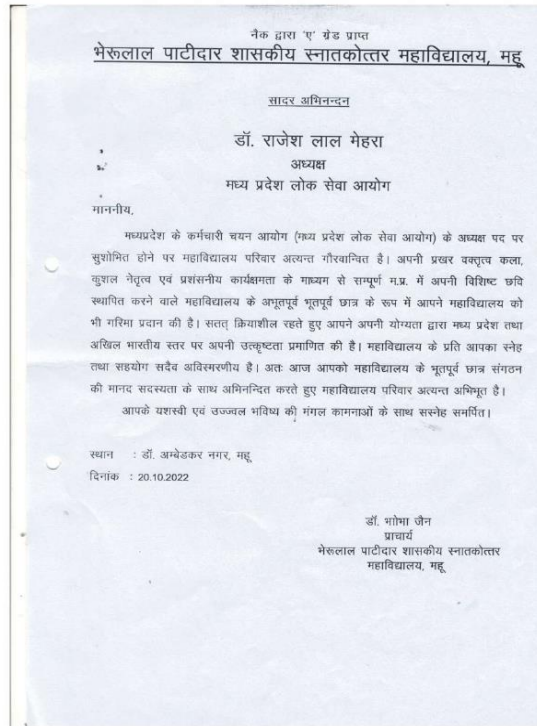 नैक द्वारा 'ए' ग्रेड प्राप्त
भेरूलाल पाटीदार शासकीय स्नातकोत्तर महाविद्यालय, महू
सादर अभिनन्दन
डॉ. राजेश लाल मेहरा
अध्यक्ष
मध्य प्रदेश लोक सेवा आयोग
माननीय,
मध्यप्रदेश के कर्मचारी चयन आयोग (मध्य प्रदेश लोक सेवा आयोग) के अध्यक्ष पद पर
सुशोभित होने पर महाविद्यालय परिवार अत्यन्त गौरवान्वित है। अपनी प्रखर वक्तृत्व कला,
कुशल नेतृत्व एवं प्रशंसनीय कार्यक्षमता के माध्यम से सम्पूर्ण म.प्र. में अपनी विशिष्ट छवि
स्थापित करने वाले महाविद्यालय के अभूतपूर्व भूतपूर्व छात्र के रूप में आपने महाविद्यालय को
भी गरिमा प्रदान की है। सतत् क्रियाशील रहते हुए आपने अपनी योग्यता द्वारा मध्य प्रदेश तथा
अखिल भारतीय स्तर पर अपनी उत्कृष्टता प्रमाणित की है। महाविद्यालय के प्रति आपका स्नेह
तथा सहयोग सदैव अविस्मरणीय है। अतः आज आपको महाविद्यालय के भूतपूर्व छात्र संगठन
की मानद सदस्यता के साथ अभिनन्दित करते हुए महाविद्यालय परिवार अत्यन्त अभिभूत है।
आपके यशस्वी एवं उज्ज्वल भविष्य की मंगल कामनाओं के साथ सस्नेह समर्पित।
स्थान : डॉ. अम्बेडकर नगर, महू
दिनांक : 20.10.2022
डॉ. भाोभा जैन
प्राचार्य
भेरूलाल पाटीदार शासकीय स्नातकोत्तर
महाविद्यालय, महू